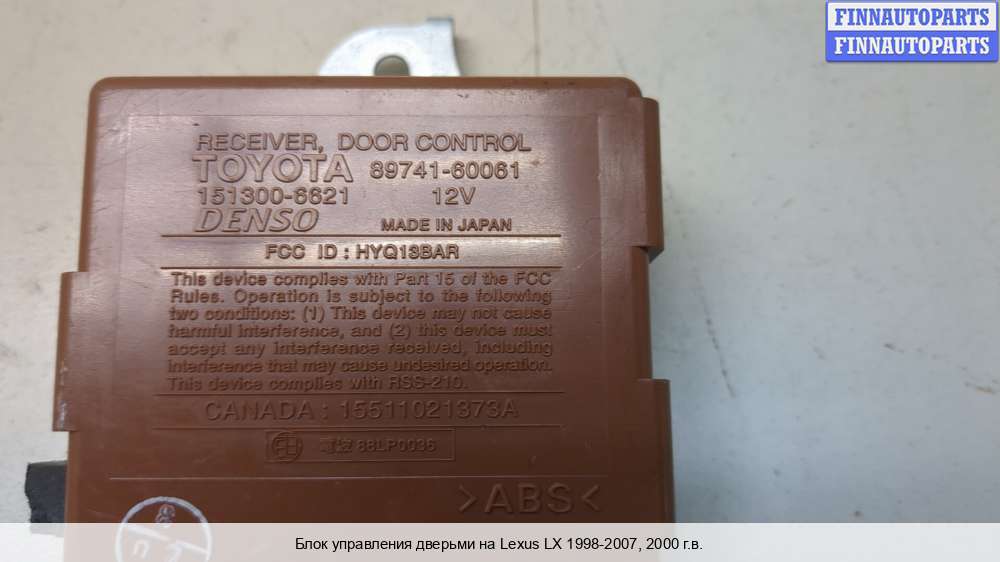 FINNAUTOPARTS
FINNAUTOPARTS
RECEIVER, DOOR CONTROL
TOYOTA 89741-60061
151300-6621 12V
DENSO MADE IN JAPAN
FCC ID : HYQ13BAR
This device complies with Part 15 of the FCC
Rules. Operation is subject to the following
two conditions: (1) This device may not cause
harmful interference, and (2) this device must
accept any interference received, including
interference that may cause undesired operation.
This device complies with RSS-210.
CANADA : 15511021373A
88LP0036
>ABS<
Блок управления дверьми на Lexus LX 1998-2007, 2000 г.в.